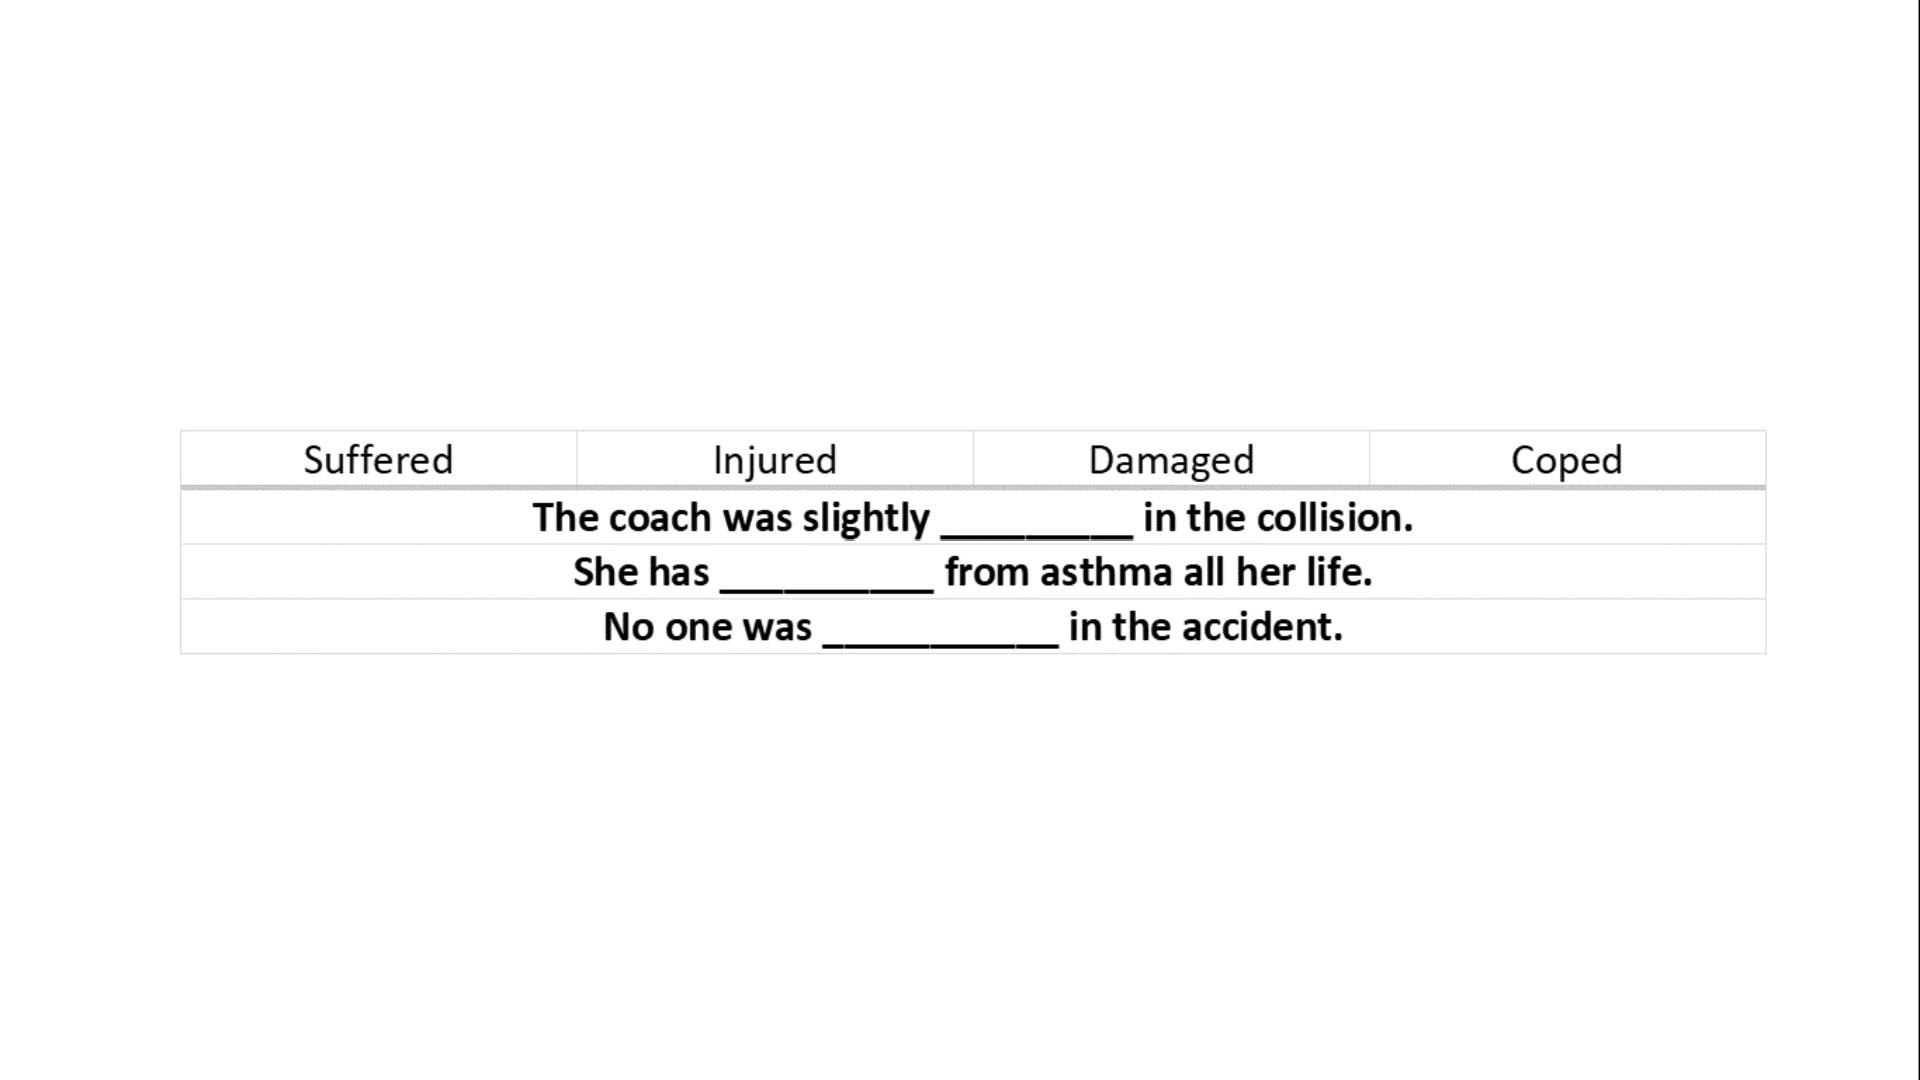 Suffered Injured Damaged Coped
The coach was slightly _________ in the collision.
She has __________ from asthma all her life.
No one was ___________ in the accident.